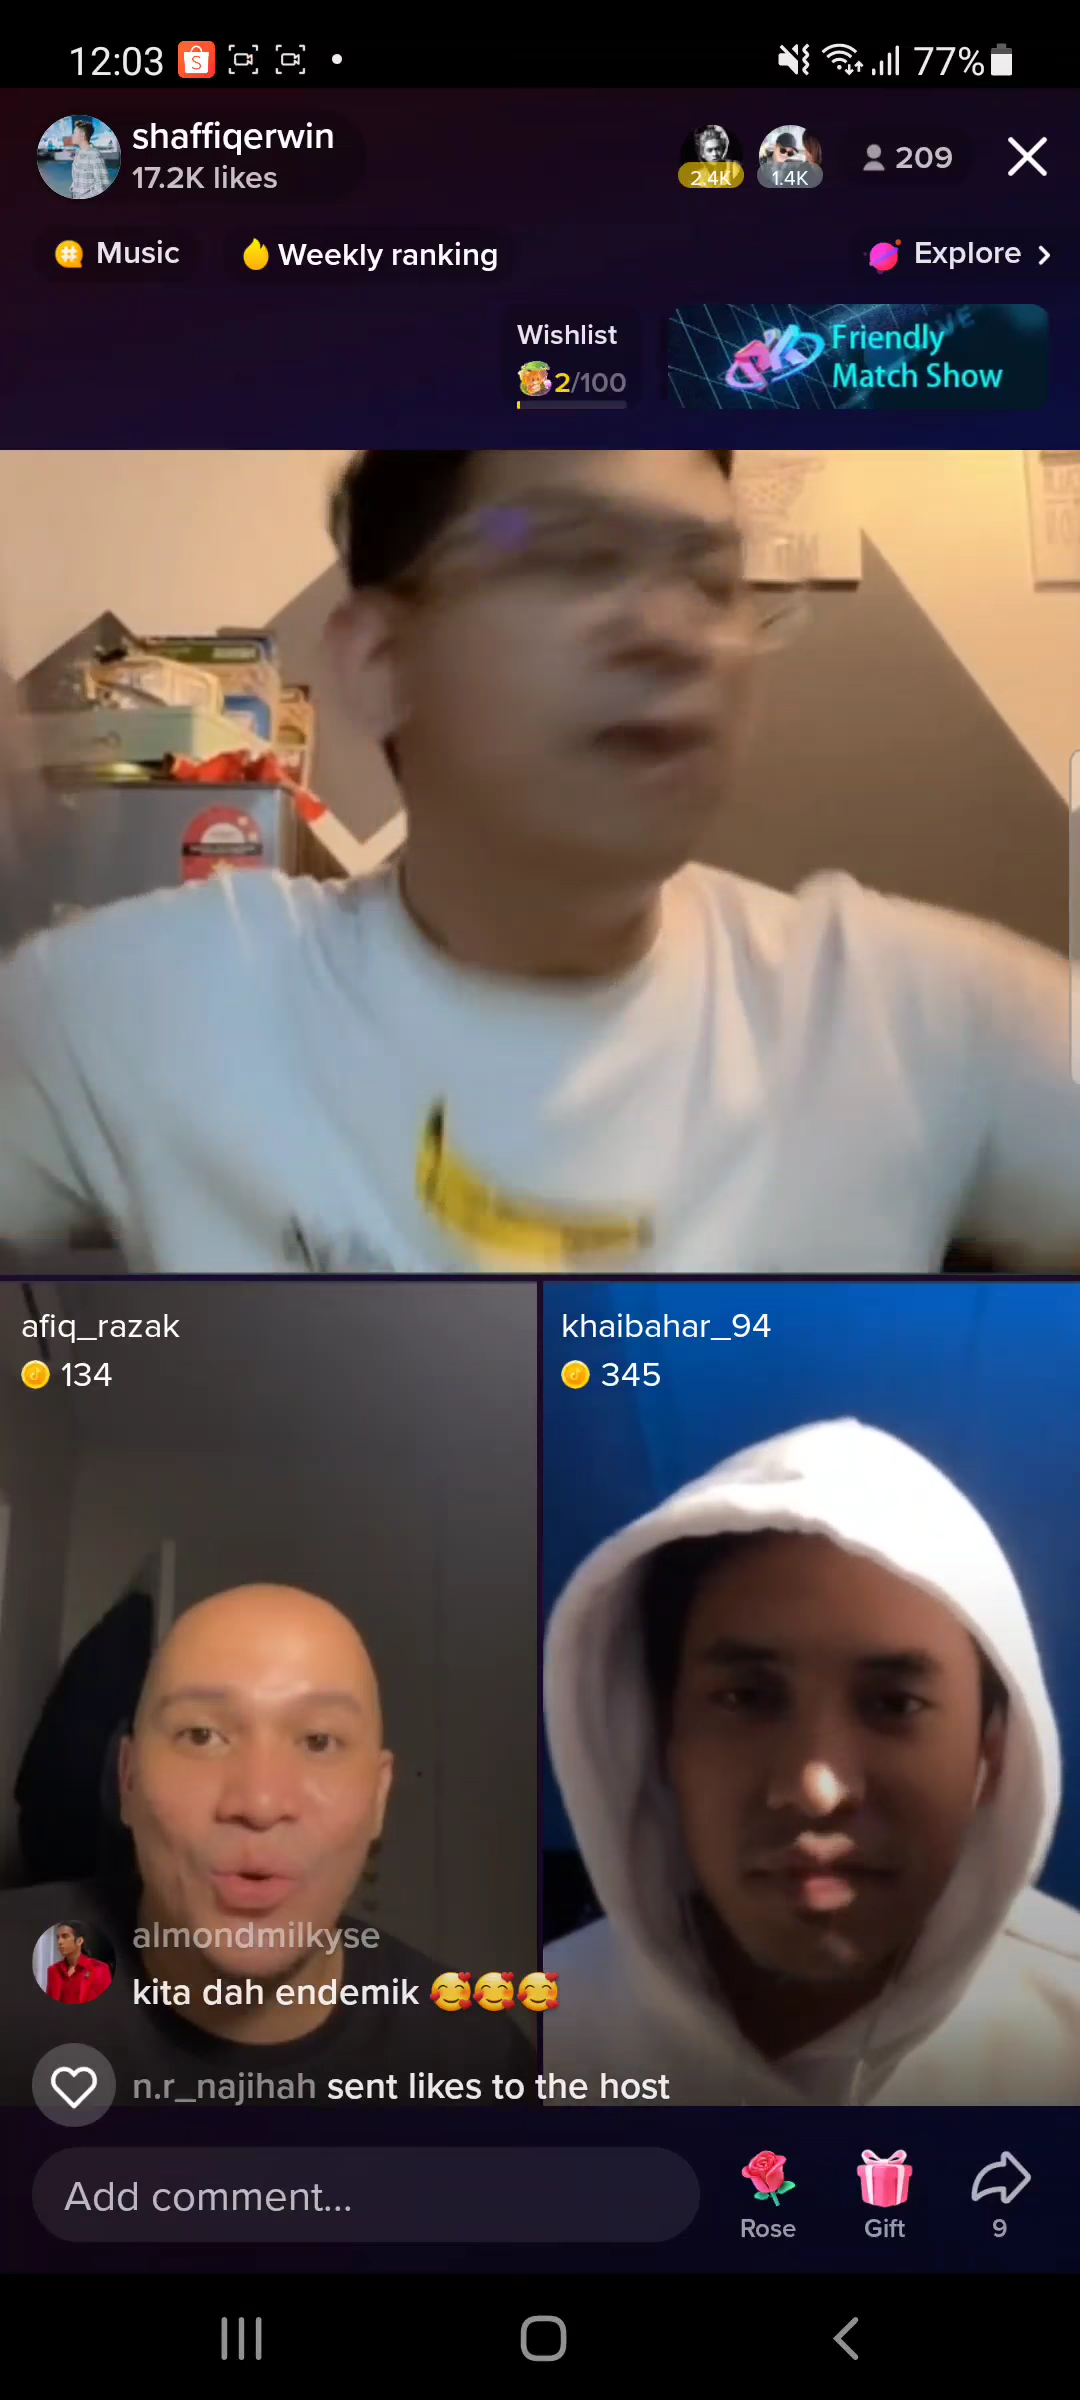 12:03
77%
shaffiqerwin
17.2K likes
2.4K
1.4K
209
Music
Weekly ranking
Explore
Wishlist
2/100
Friendly
Match Show
afiq_razak
134
khaibahar_94
345
almondmilkyse
kita dah endemik 🥰🥰🥰
n.r_najihah sent likes to the host
Add comment...
Rose
Gift
9